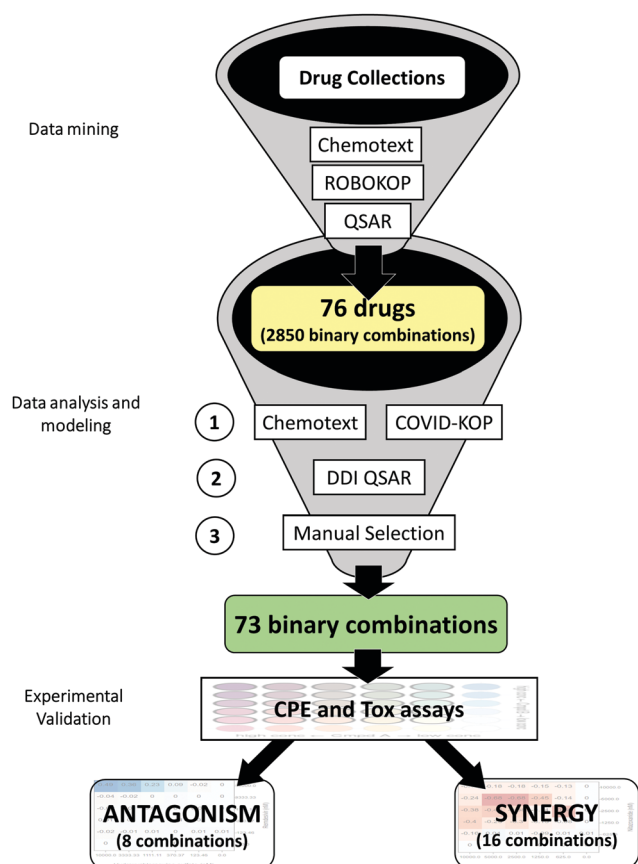 Drug Collections
Data mining
Chemotext
ROBOKOP
QSAR
76 drugs
(2850 binary combinations)
Data analysis and
modeling
1
Chemotext
COVID-KOP
2
DDI QSAR
3
Manual Selection
73 binary combinations
Experimental
Validation
CPE and Tox assays
ANTAGONISM
(8 combinations)
SYNERGY
(16 combinations)